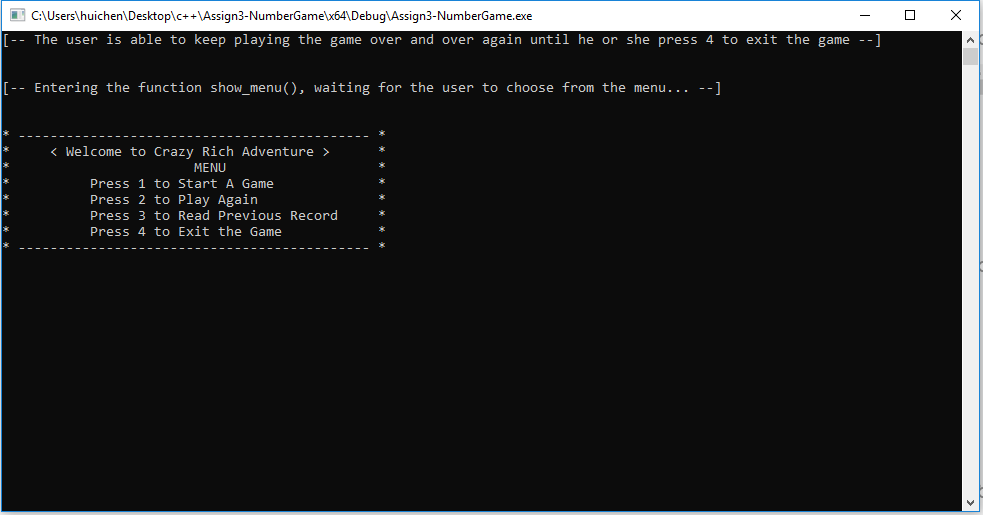 C:\Users\huichen\Desktop\c++\Assign3-NumberGame\x64\Debug\Assign3-NumberGame.exe
[-- The user is able to keep playing the game over and over again until he or she press 4 to exit the game --]
[-- Entering the function show_menu(), waiting for the user to choose from the menu... --]
* -------------------------------------------- *
*     < Welcome to Crazy Rich Adventure >      *
*                       MENU                   *
*          Press 1 to Start A Game             *
*          Press 2 to Play Again               *
*          Press 3 to Read Previous Record     *
*          Press 4 to Exit the Game            *
* -------------------------------------------- *